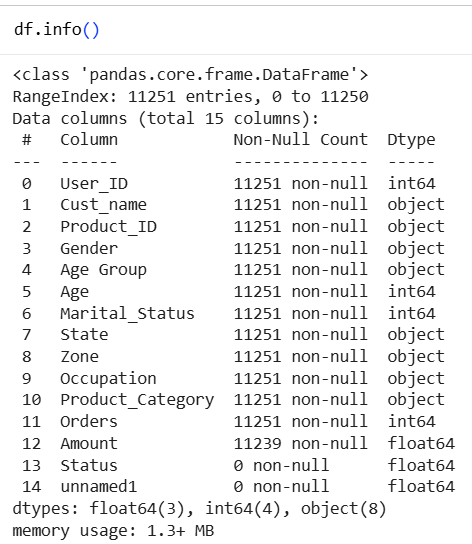 df.info()
<class 'pandas.core.frame.DataFrame'>
RangeIndex: 11251 entries, 0 to 11250
Data columns (total 15 columns):
 #   Column            Non-Null Count  Dtype
---  ------            --------------  -----
 0   User_ID           11251 non-null  int64
 1   Cust_name         11251 non-null  object
 2   Product_ID        11251 non-null  object
 3   Gender            11251 non-null  object
 4   Age Group         11251 non-null  object
 5   Age               11251 non-null  int64
 6   Marital_Status    11251 non-null  int64
 7   State             11251 non-null  object
 8   Zone              11251 non-null  object
 9   Occupation        11251 non-null  object
 10  Product_Category  11251 non-null  object
 11  Orders            11251 non-null  int64
 12  Amount            11239 non-null  float64
 13  Status            0 non-null      float64
 14  unnamed1          0 non-null      float64
dtypes: float64(3), int64(4), object(8)
memory usage: 1.3+ MB